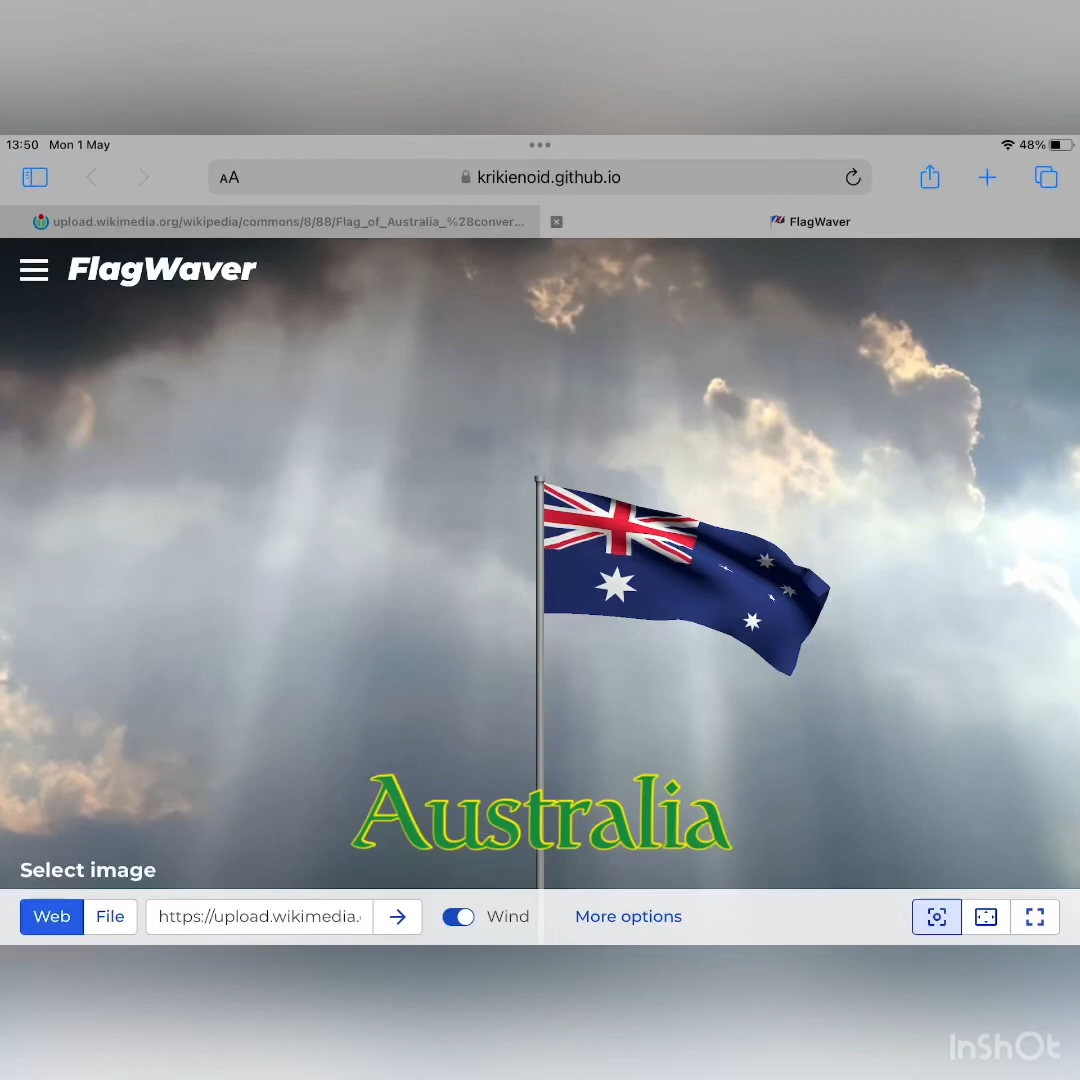 13:50 Mon 1 May
48%
AA
krikienoid.github.io
upload.wikimedia.org/wikipedia/commons/8/88/Flag_of_Australia_%28conver...
FlagWaver
FlagWaver
Australia
Select image
Web
File
https://upload.wikimedia.
Wind
More options
InShOt